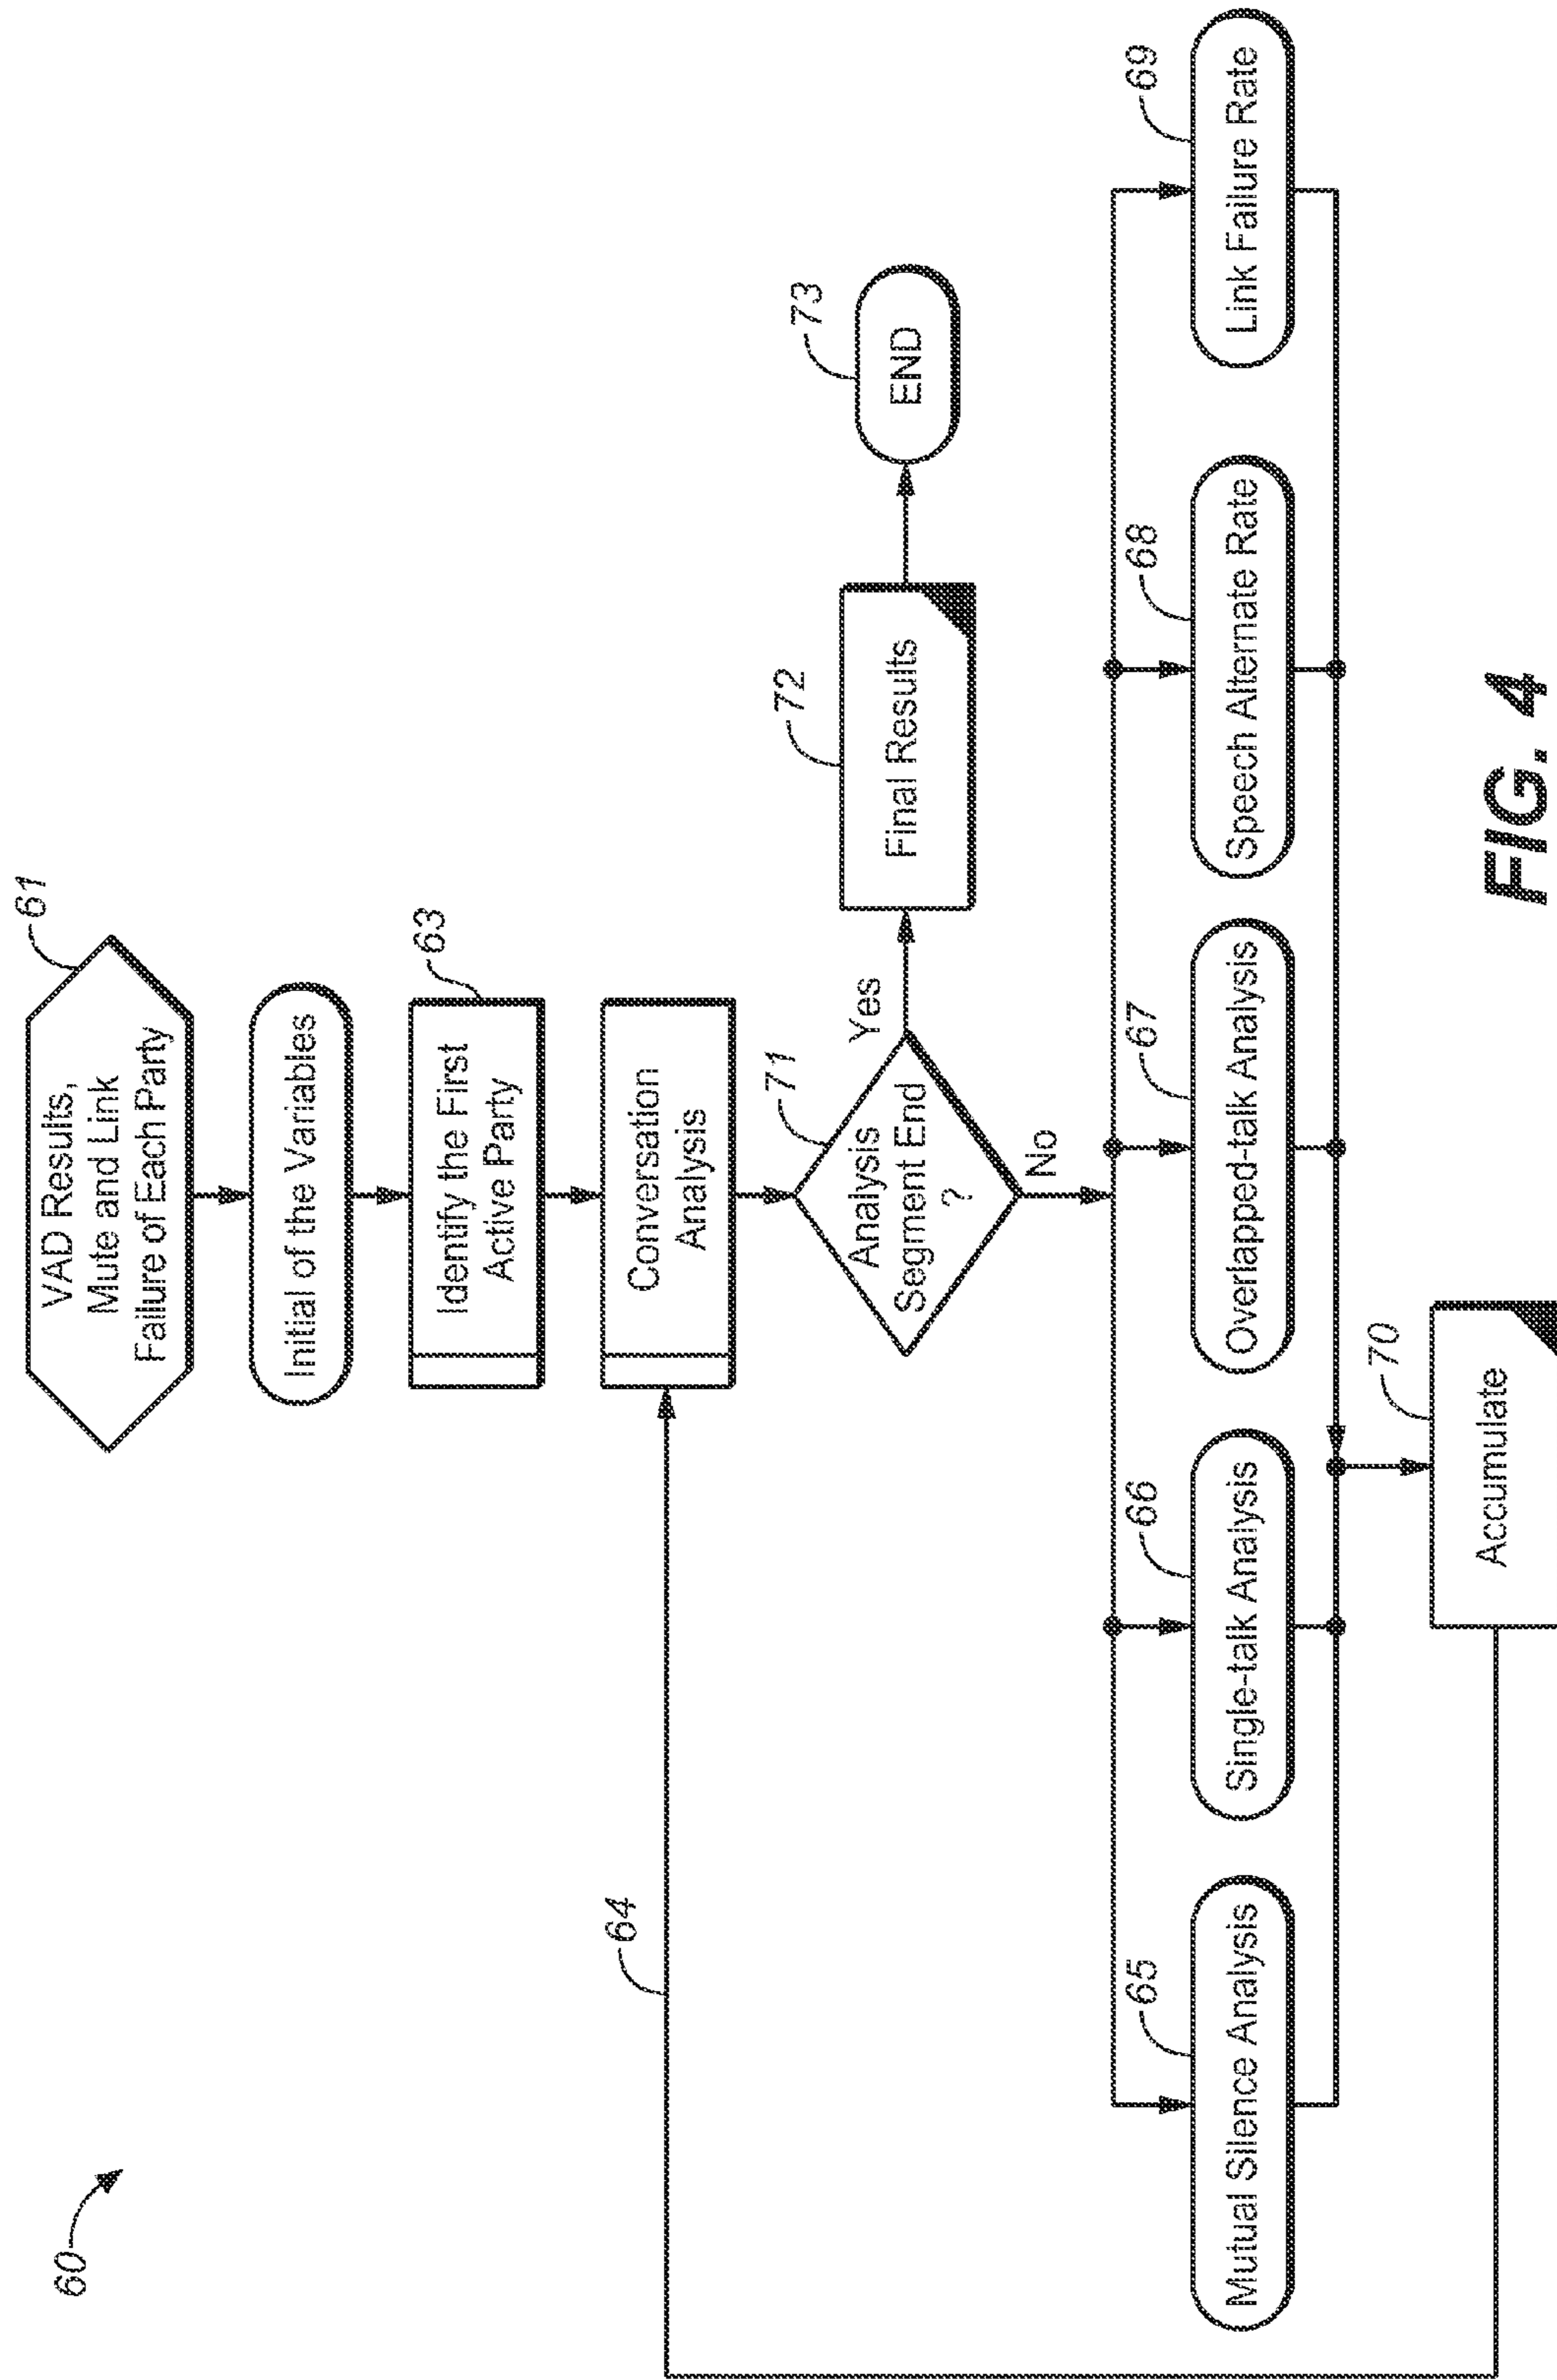 60
61
VAD Results,
Mute and Link
Failure of Each Party
Initial of the Variables
63
Identify the First
Active Party
64
Conversation
Analysis
71
Analysis
Segment End
?
Yes
No
72
Final Results
73
END
65
Mutual Silence Analysis
66
Single-talk Analysis
67
Overlapped-talk Analysis
68
Speech Alternate Rate
69
Link Failure Rate
70
Accumulate
FIG. 4